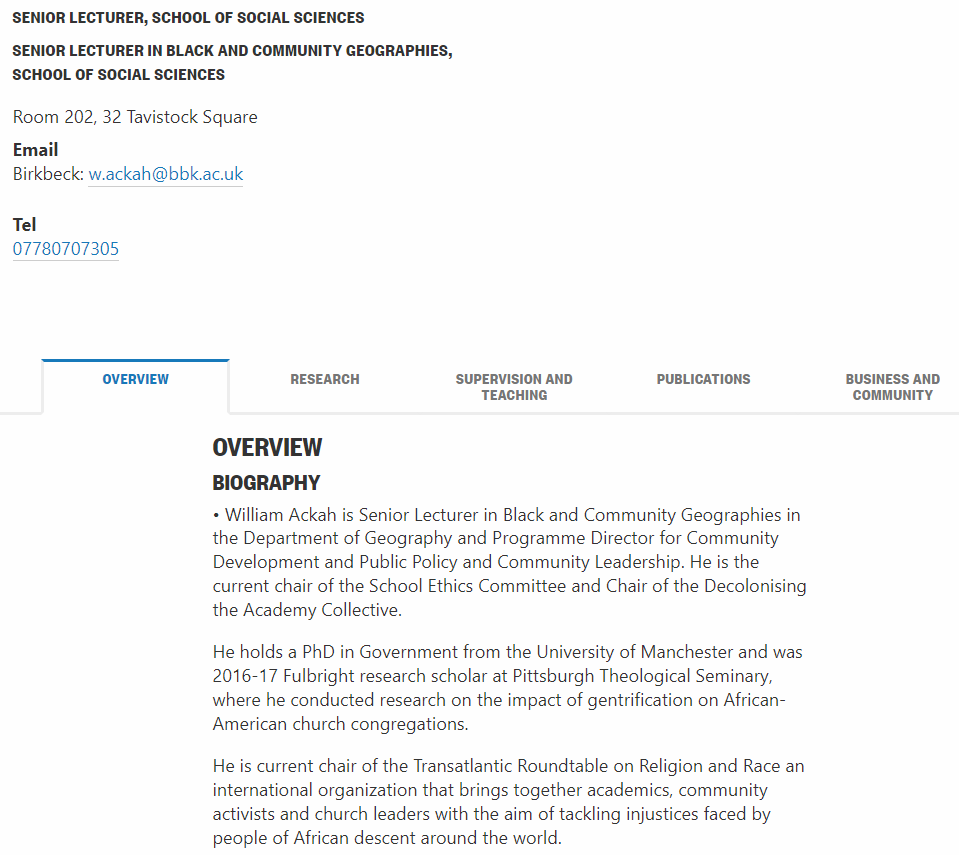 SENIOR LECTURER, SCHOOL OF SOCIAL SCIENCES
SENIOR LECTURER IN BLACK AND COMMUNITY GEOGRAPHIES,
SCHOOL OF SOCIAL SCIENCES
Room 202, 32 Tavistock Square
Email
Birkbeck: w.ackah@bbk.ac.uk
Tel
07780707305
OVERVIEW
RESEARCH
SUPERVISION AND
TEACHING
PUBLICATIONS
BUSINESS AND
COMMUNITY
OVERVIEW
BIOGRAPHY
• William Ackah is Senior Lecturer in Black and Community Geographies in
the Department of Geography and Programme Director for Community
Development and Public Policy and Community Leadership. He is the
current chair of the School Ethics Committee and Chair of the Decolonising
the Academy Collective.
He holds a PhD in Government from the University of Manchester and was
2016-17 Fulbright research scholar at Pittsburgh Theological Seminary,
where he conducted research on the impact of gentrification on African-
American church congregations.
He is current chair of the Transatlantic Roundtable on Religion and Race an
international organization that brings together academics, community
activists and church leaders with the aim of tackling injustices faced by
people of African descent around the world.